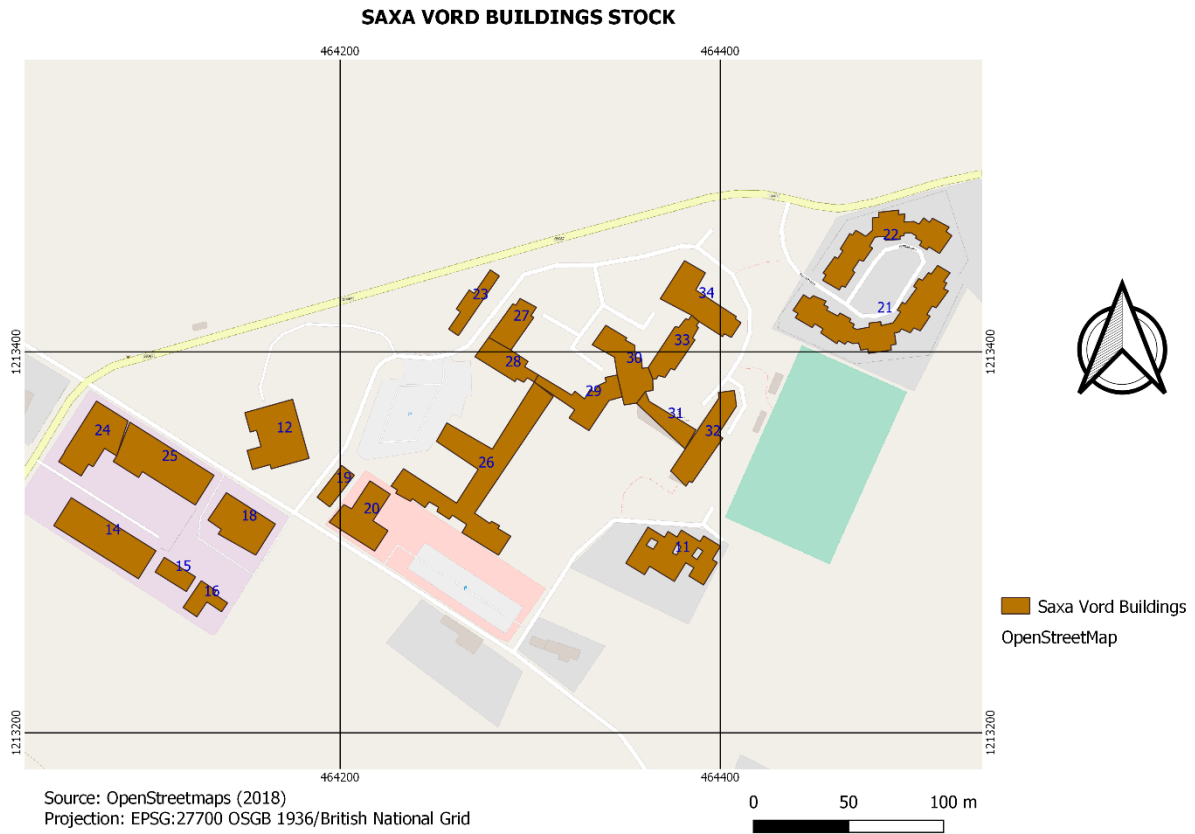 SAXA VORD BUILDINGS STOCK
464200 464400
22
23 34 21
27
33
1213400 1213400
28 30
29
31
24 12 32
25 26
19
20
14 18 11
15
16
Saxa Vord Buildings
OpenStreetMap
1213200 1213200
464200 464400
Source: OpenStreetmaps (2018)
Projection: EPSG:27700 OSGB 1936/British National Grid
0 50 100 m